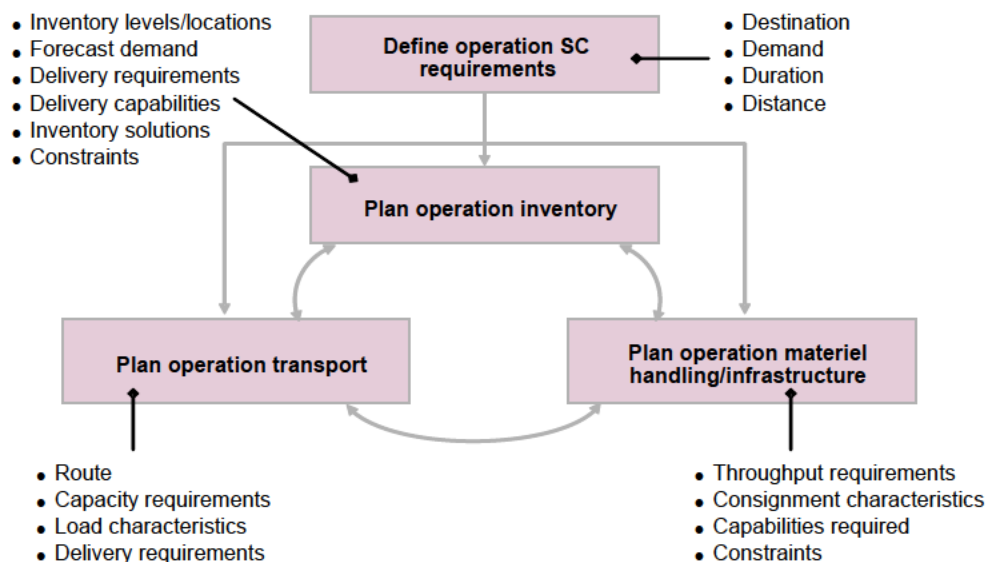 • Inventory levels/locations
• Forecast demand
• Delivery requirements
• Delivery capabilities
• Inventory solutions
• Constraints
Define operation SC
requirements
• Destination
• Demand
• Duration
• Distance
Plan operation inventory
Plan operation transport
Plan operation materiel
handling/infrastructure
• Route
• Capacity requirements
• Load characteristics
• Delivery requirements
• Throughput requirements
• Consignment characteristics
• Capabilities required
• Constraints